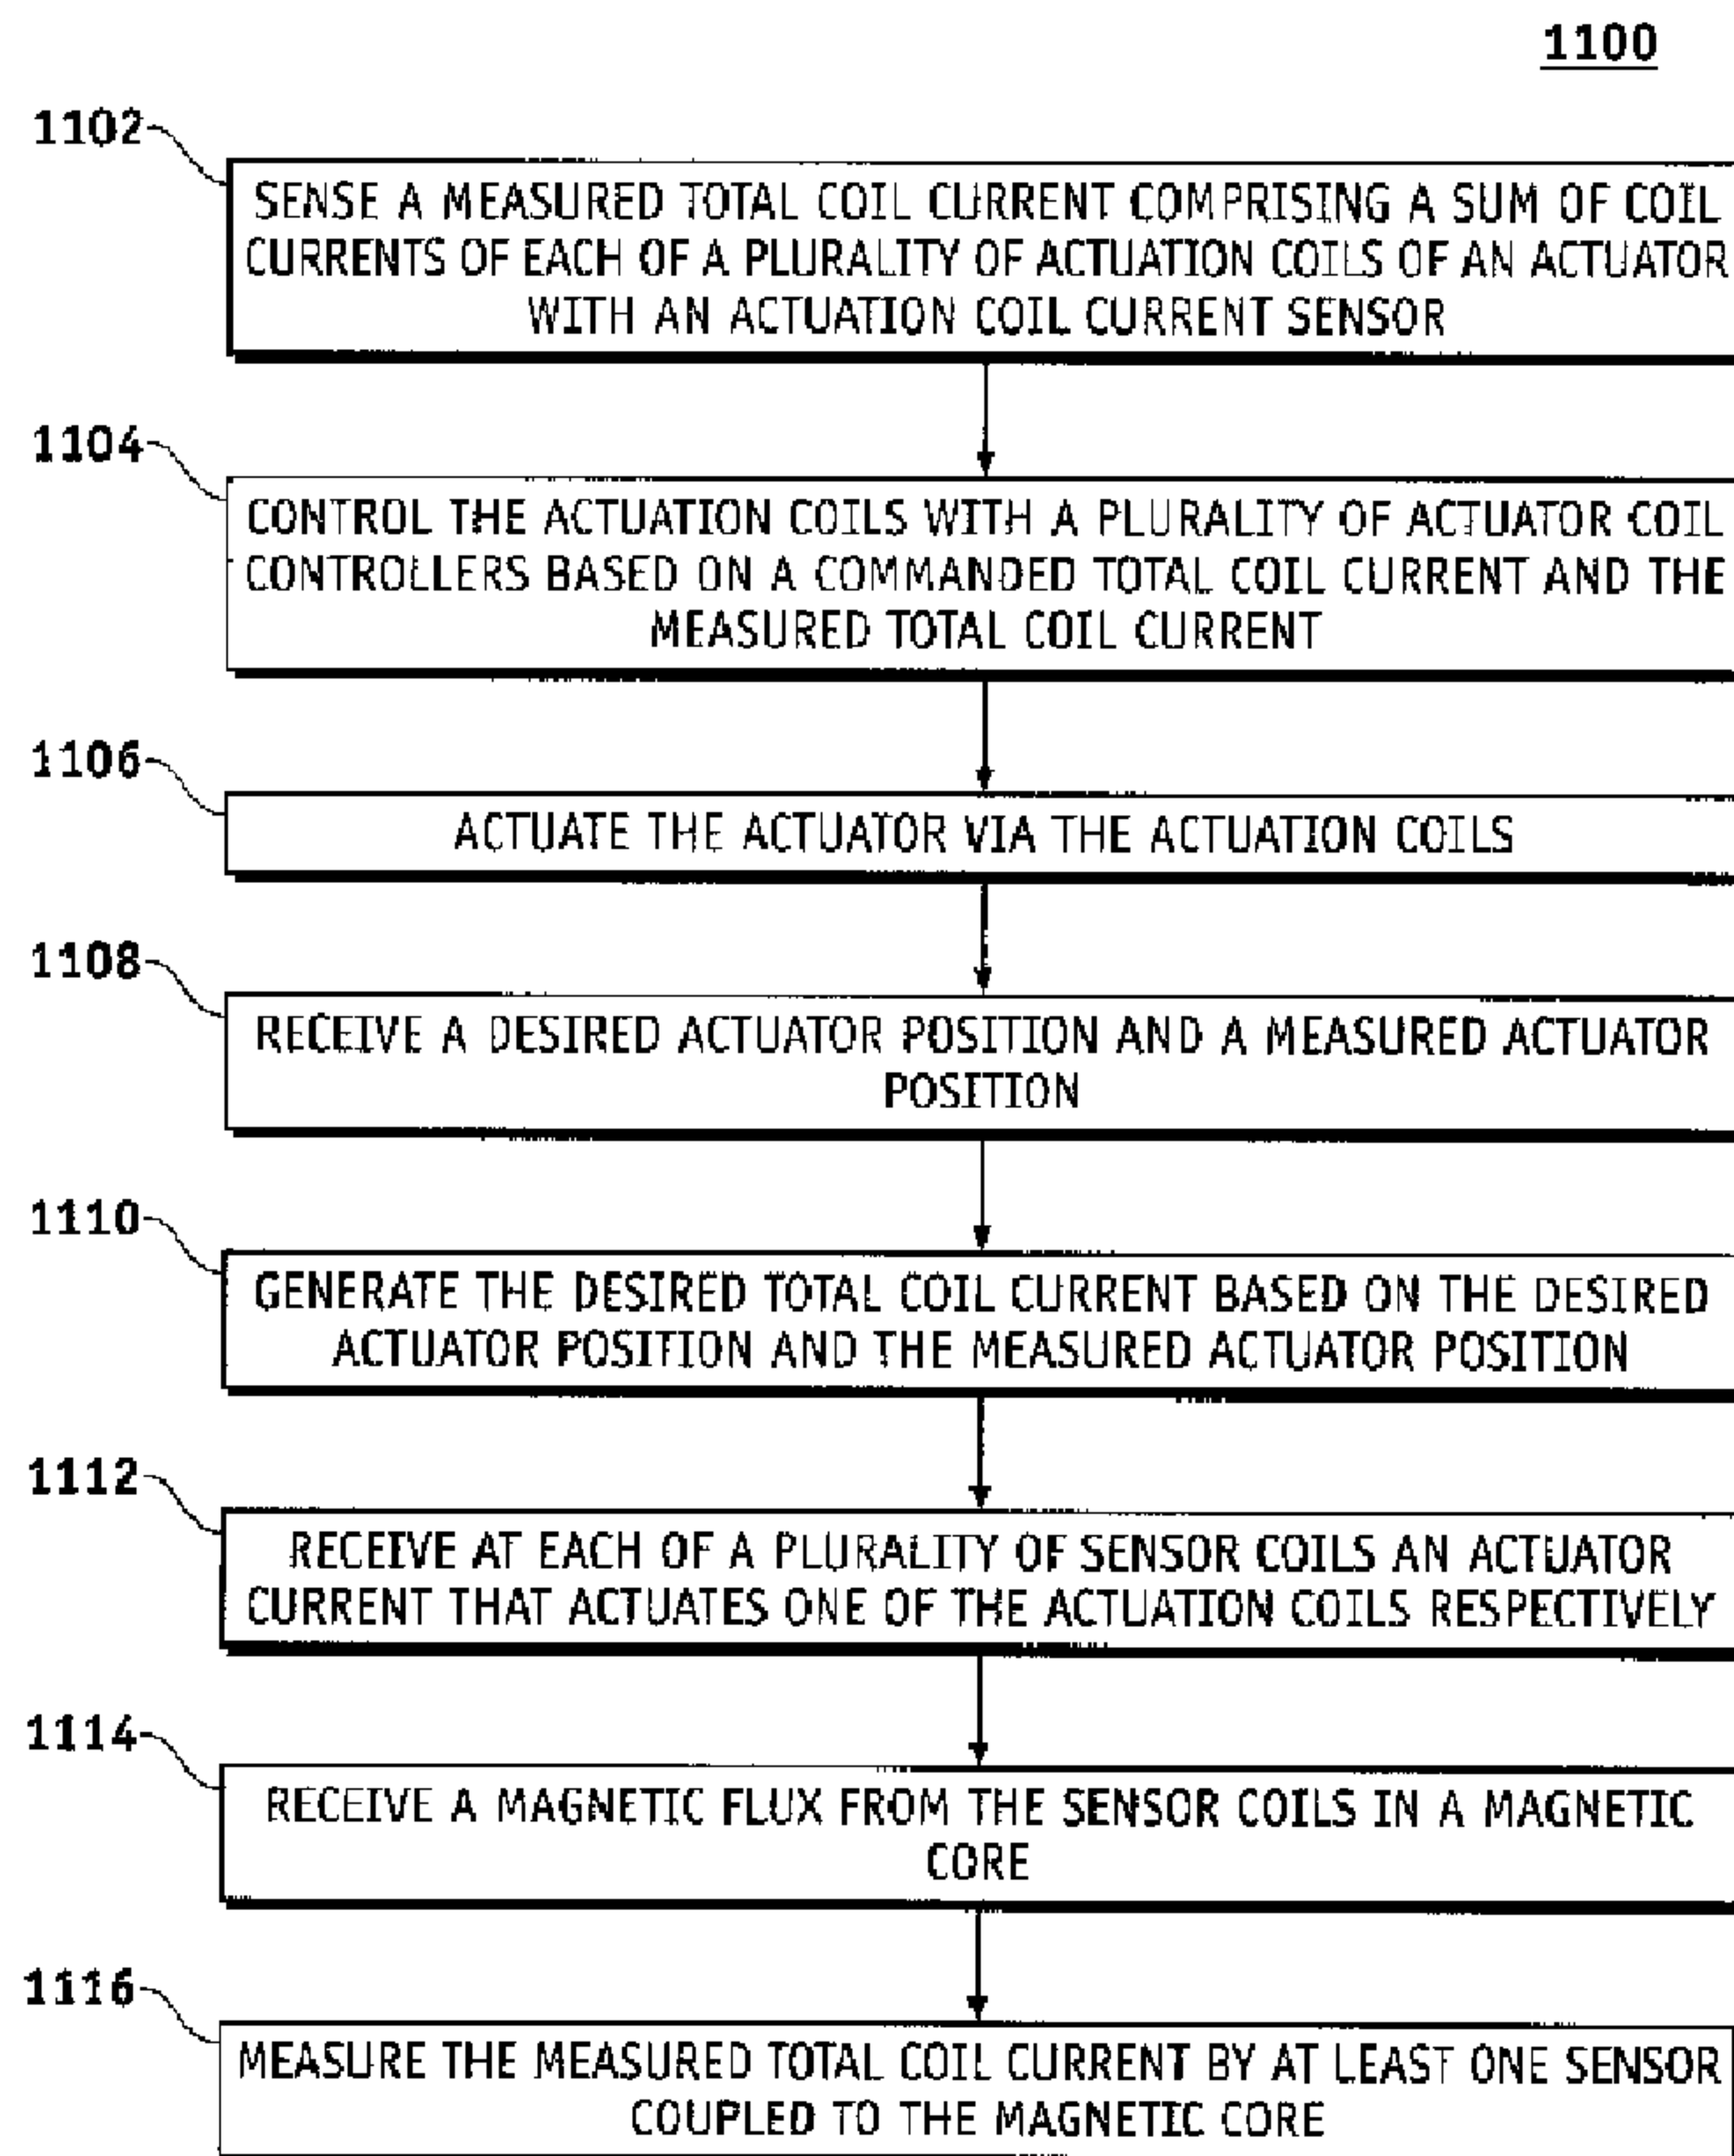 1100
1102
SENSE A MEASURED TOTAL COIL CURRENT COMPRISING A SUM OF COIL
CURRENTS OF EACH OF A PLURALITY OF ACTUATION COILS OF AN ACTUATOR
WITH AN ACTUATION COIL CURRENT SENSOR
1104
CONTROL THE ACTUATION COILS WITH A PLURALITY OF ACTUATOR COIL
CONTROLLERS BASED ON A COMMANDED TOTAL COIL CURRENT AND THE
MEASURED TOTAL COIL CURRENT
1106
ACTUATE THE ACTUATOR VIA THE ACTUATION COILS
1108
RECEIVE A DESIRED ACTUATOR POSITION AND A MEASURED ACTUATOR
POSITION
1110
GENERATE THE DESIRED TOTAL COIL CURRENT BASED ON THE DESIRED
ACTUATOR POSITION AND THE MEASURED ACTUATOR POSITION
1112
RECEIVE AT EACH OF A PLURALITY OF SENSOR COILS AN ACTUATOR
CURRENT THAT ACTUATES ONE OF THE ACTUATION COILS RESPECTIVELY
1114
RECEIVE A MAGNETIC FLUX FROM THE SENSOR COILS IN A MAGNETIC
CORE
1116
MEASURE THE MEASURED TOTAL COIL CURRENT BY AT LEAST ONE SENSOR
COUPLED TO THE MAGNETIC CORE